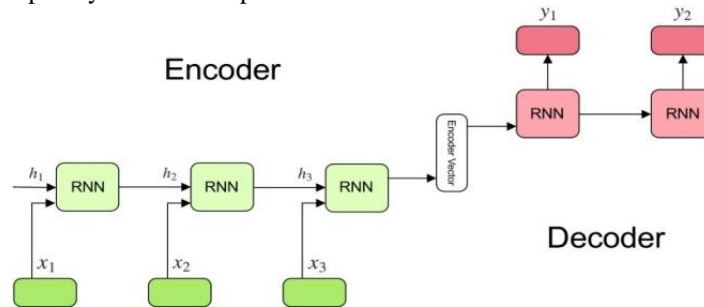 y₁
y₂
Encoder
RNN
RNN
Encoder Vector
h₁
RNN
h₂
RNN
h₃
RNN
x₁
x₂
x₃
Decoder